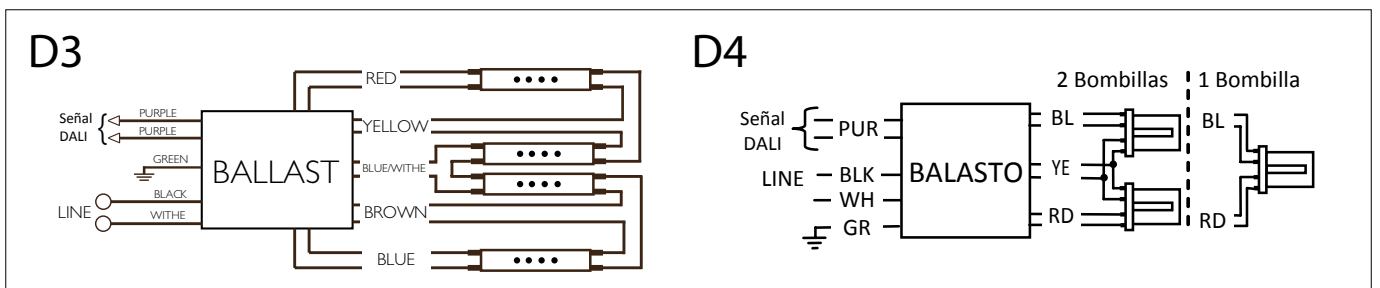 D3
RED
Señal
DALI
PURPLE
PURPLE
YELLOW
GREEN
BALLAST
BLUE/WITHE
BLACK
LINE
WITHE
BROWN
BLUE
D4
2 Bombillas
1 Bombilla
Señal
DALI
PUR
BL
BL
LINE
BLK
BALASTO
YE
WH
GR
RD
RD